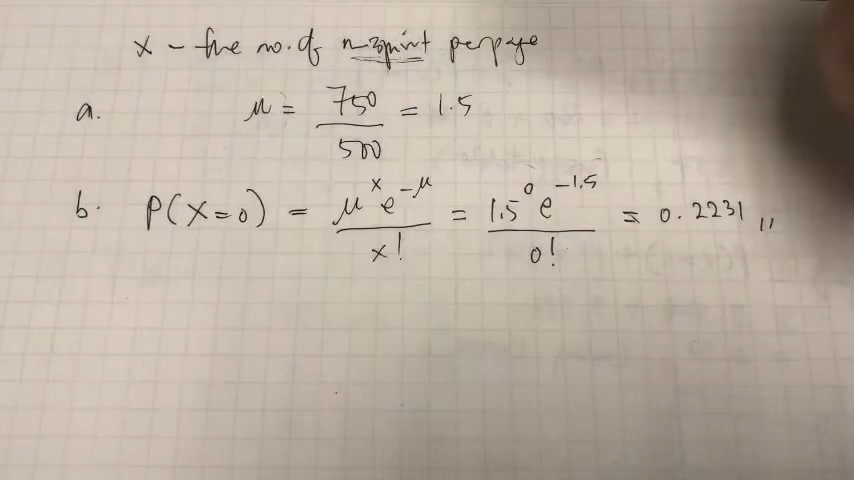 x - the no. of misprint per page
a. μ = 750/500 = 1.5
b. P(X=0) = μ^x e^-μ / x! = 1.5^0 e^-1.5 / 0! = 0.2231,,